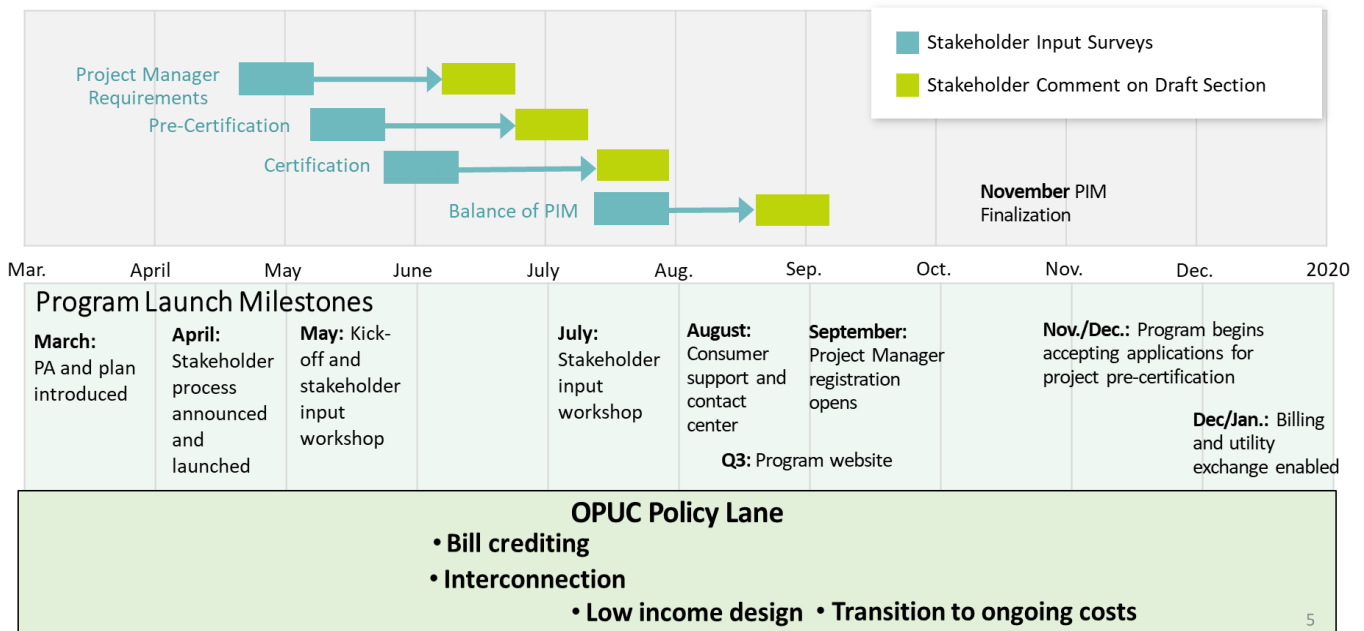 Stakeholder Input Surveys
Stakeholder Comment on Draft Section
Project Manager
Requirements
Pre-Certification
Certification
Balance of PIM
November PIM
Finalization
Mar. April May June July Aug. Sep. Oct. Nov. Dec. 2020
Program Launch Milestones
March:
PA and plan
introduced
April:
Stakeholder
process
announced
and
launched
May: Kick-
off and
stakeholder
input
workshop
July:
Stakeholder
input
workshop
August:
Consumer
support and
contact
center
September:
Project Manager
registration
opens
Q3: Program website
Nov./Dec.: Program begins
accepting applications for
project pre-certification
Dec/Jan.: Billing
and utility
exchange enabled
OPUC Policy Lane
• Bill crediting
• Interconnection
• Low income design • Transition to ongoing costs
5